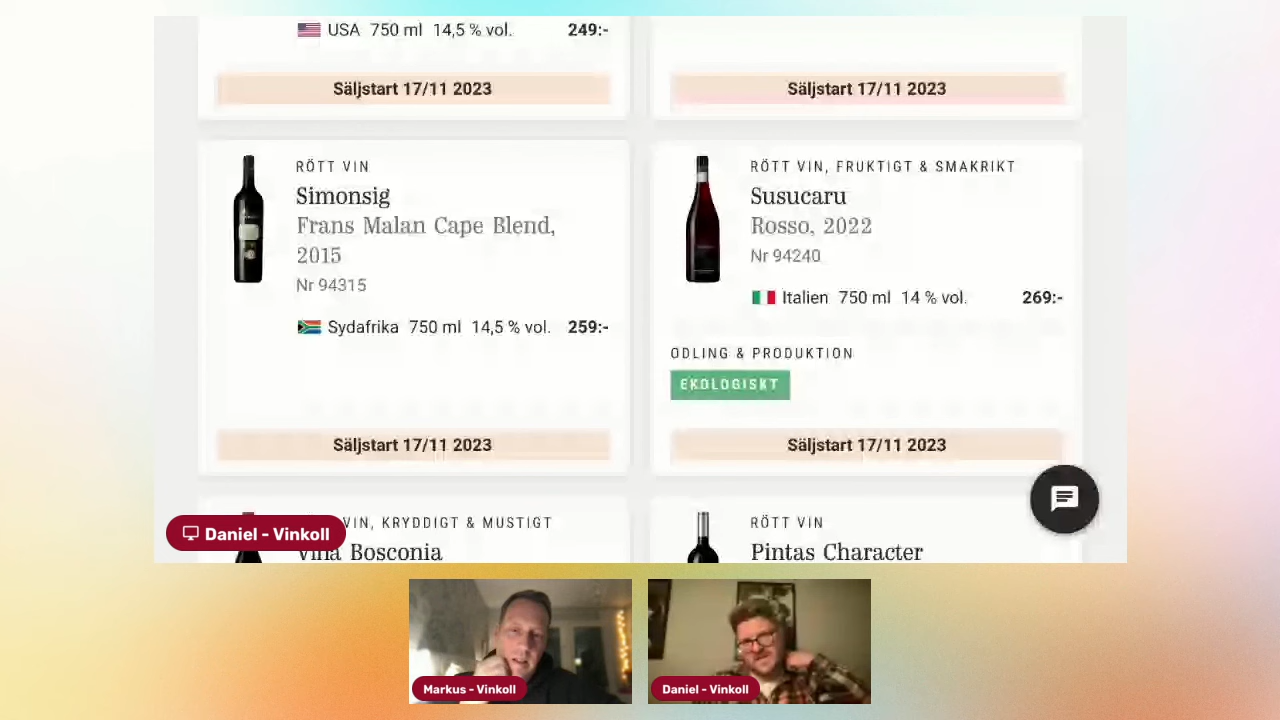 USA 750 ml 14,5 % vol. 249:-
Säljstart 17/11 2023
Säljstart 17/11 2023
RÖTT VIN
Simonsig
Frans Malan Cape Blend,
2015
Nr 94315
Sydafrika 750 ml 14,5 % vol. 259:-
Säljstart 17/11 2023
RÖTT VIN, FRUKTIGT & SMAKRIKT
Susucaru
Rosso, 2022
Nr 94240
Italien 750 ml 14 % vol. 269:-
ODLING & PRODUKTION
EKOLOGISKT
Säljstart 17/11 2023
VIN, KRYDDIGT & MUSTIGT
Viña Bosconia
RÖTT VIN
Pintas Character
Daniel - Vinkoll
Markus - Vinkoll
Daniel - Vinkoll